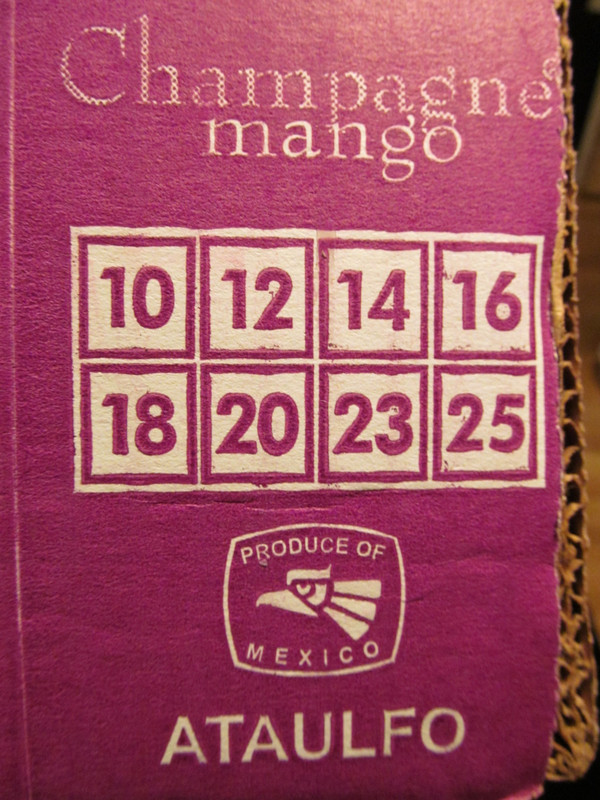 Champagne®
mango
10 12 14 16
18 20 23 25
PRODUCE OF
MEXICO
ATAULFO